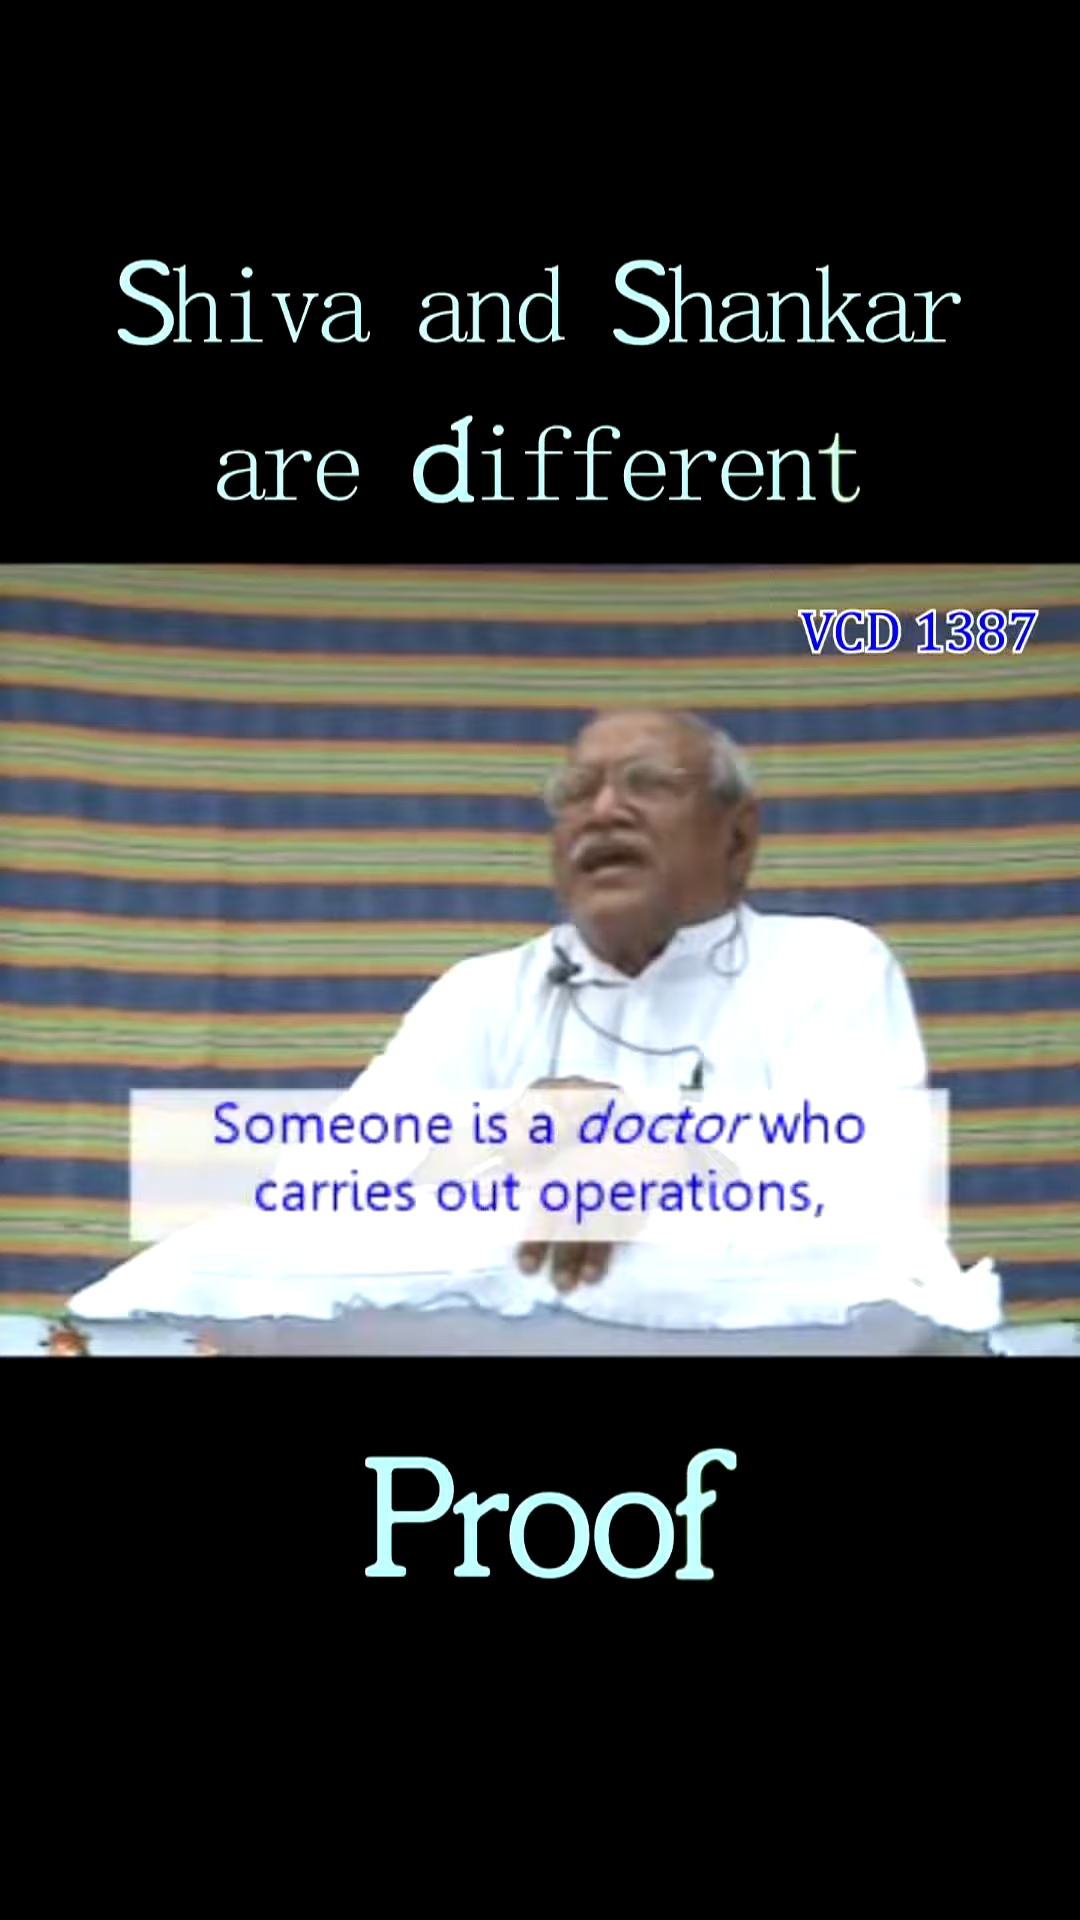 Shiva and Shankar
are different
VCD 1387
Someone is a doctor who
carries out operations,
Proof